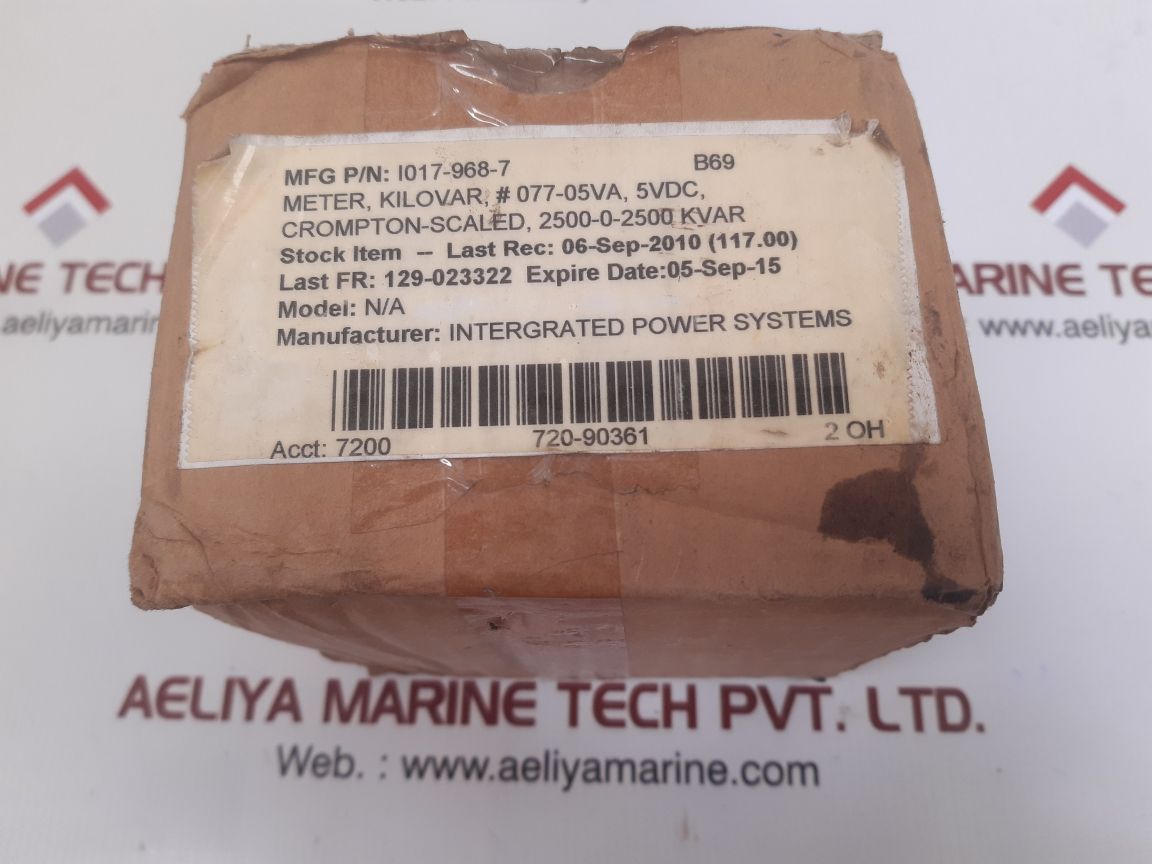 MFG P/N: I017-968-7 B69
METER, KILOVAR, # 077-05VA, 5VDC,
CROMPTON-SCALED, 2500-0-2500 KVAR
Stock Item -- Last Rec: 06-Sep-2010 (117.00)
Last FR: 129-023322 Expire Date:05-Sep-15
Model: N/A
Manufacturer: INTERGRATED POWER SYSTEMS
Acct: 7200 720-90361 2 OH
NE TECH
.aeliyamarin
ARINE TEC
www.aeliya
AELIYA MARINE TECH PVT. LTD.
Web. : www.aeliyamarine.com